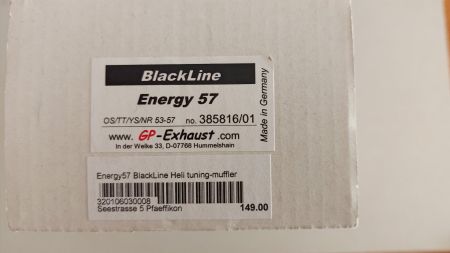 BlackLine
Energy 57
OS/TT/YS/NR 53-57 no. 385816/01
www. GP-Exhaust .com
In der Welke 33, D-07768 Hummelshain
Made in Germany
Energy57 BlackLine Heli tuning-muffler
320106030008
Seestrasse 5 Pfaeffikon 149.00